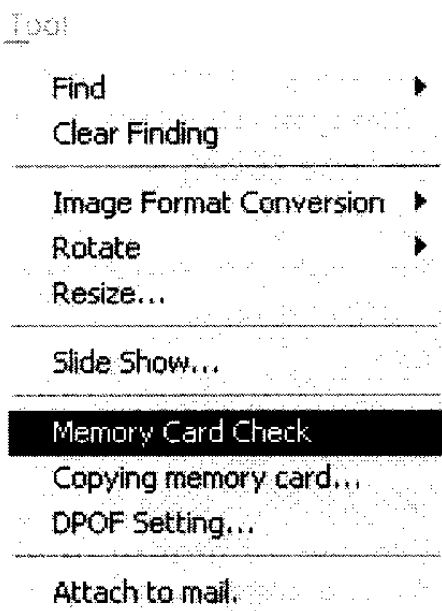 Tool
Find
Clear Finding
Image Format Conversion
Rotate
Resize...
Slide Show...
Memory Card Check
Copying memory card...
DPOF Setting...
Attach to mail.